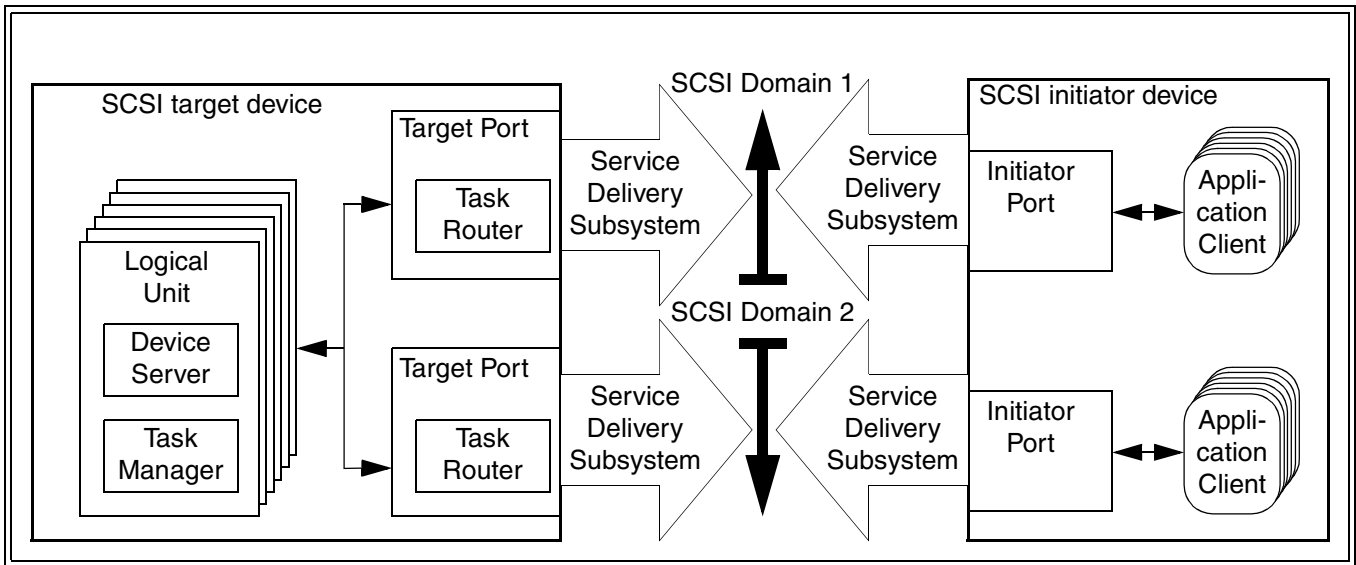 SCSI target device
Logical
Unit
Device
Server
Task
Manager
Target Port
Task
Router
Target Port
Task
Router
Service
Delivery
Subsystem
Service
Delivery
Subsystem
SCSI Domain 1
SCSI Domain 2
Service
Delivery
Subsystem
Service
Delivery
Subsystem
SCSI initiator device
Initiator
Port
Appli-
cation
Client
Initiator
Port
Appli-
cation
Client